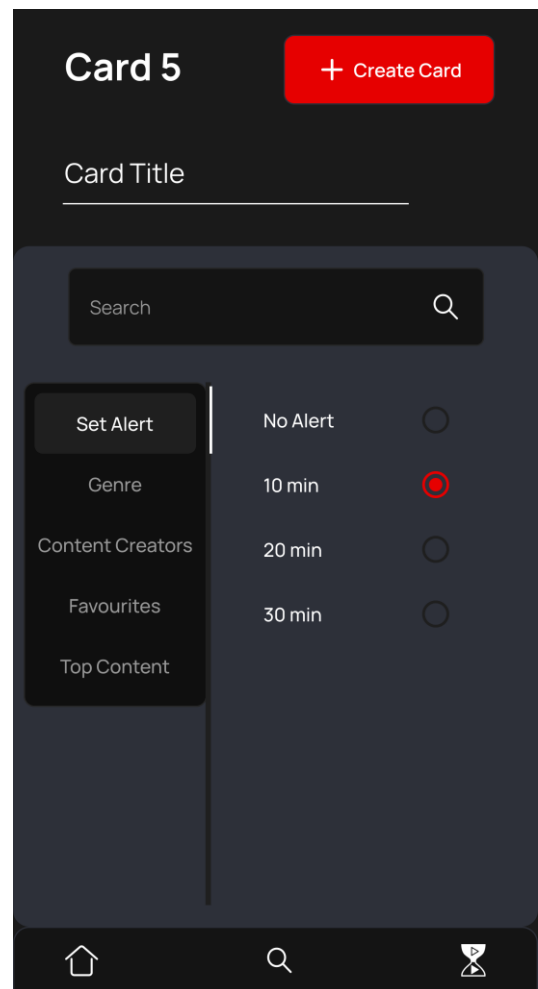 Card 5
+ Create Card
Card Title
Search
Set Alert
Genre
Content Creators
Favourites
Top Content
No Alert
10 min
20 min
30 min